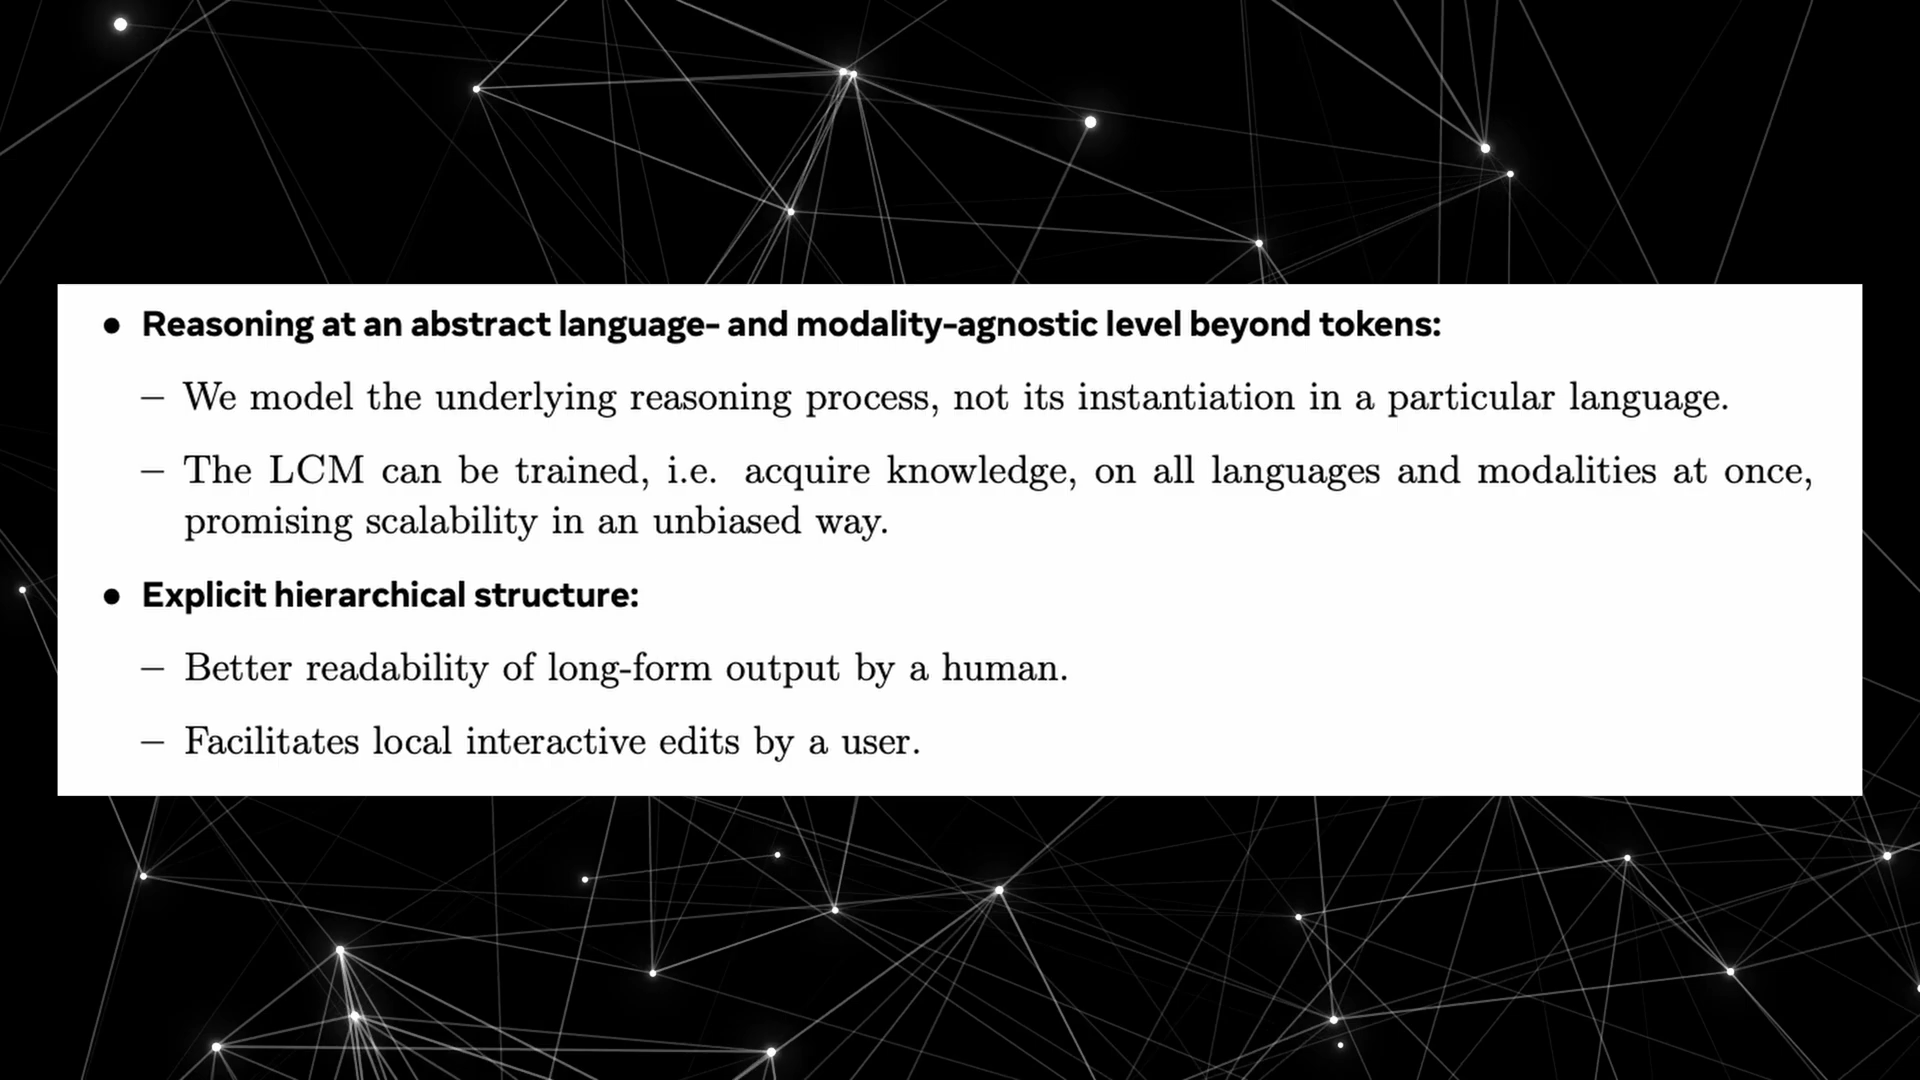 ● Reasoning at an abstract language- and modality-agnostic level beyond tokens:
– We model the underlying reasoning process, not its instantiation in a particular language.
– The LCM can be trained, i.e. acquire knowledge, on all languages and modalities at once,
promising scalability in an unbiased way.
● Explicit hierarchical structure:
– Better readability of long-form output by a human.
– Facilitates local interactive edits by a user.